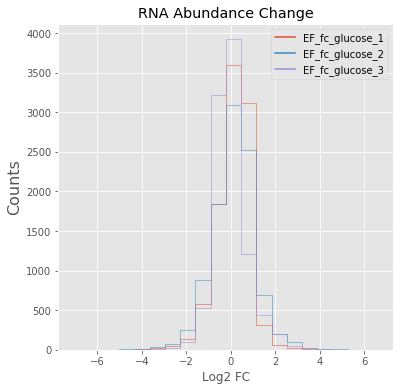 RNA Abundance Change
EF_fc_glucose_1
EF_fc_glucose_2
EF_fc_glucose_3
Counts
4000
3500
3000
2500
2000
1500
1000
500
0
−6 −4 −2 0 2 4 6
Log2 FC